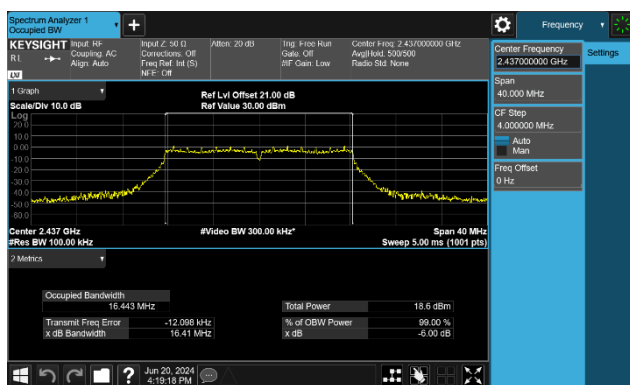 Spectrum Analyzer 1
Occupied BW
Frequency
KEYSIGHT Input: RF Input Z: 50 Ω Atten: 20 dB Trig: Free Run Center Freq: 2.437000000 GHz
RL Coupling: AC Corrections: Off Gate: Off Avg|Hold: 500/500
Align: Auto Freq Ref: Int (S) #IF Gain: Low Radio Std: None
NFE: Off
LXI
Center Frequency
2.437000000 GHz
Settings
Span
40.000 MHz
CF Step
4.000000 MHz
Auto
Man
Freq Offset
0 Hz
1 Graph
Ref Lvl Offset 21.00 dB
Scale/Div 10.0 dB Ref Value 30.00 dBm
Log
20.0
10.0
0.00
-10.0
-20.0
-30.0
-40.0
-50.0
-60.0
Center 2.437 GHz #Video BW 300.00 kHz* Span 40 MHz
#Res BW 100.00 kHz Sweep 5.00 ms (1001 pts)
2 Metrics
Occupied Bandwidth
16.443 MHz Total Power 18.6 dBm
Transmit Freq Error -12.098 kHz % of OBW Power 99.00 %
x dB Bandwidth 16.41 MHz x dB -6.00 dB
Jun 20, 2024
4:19:18 PM